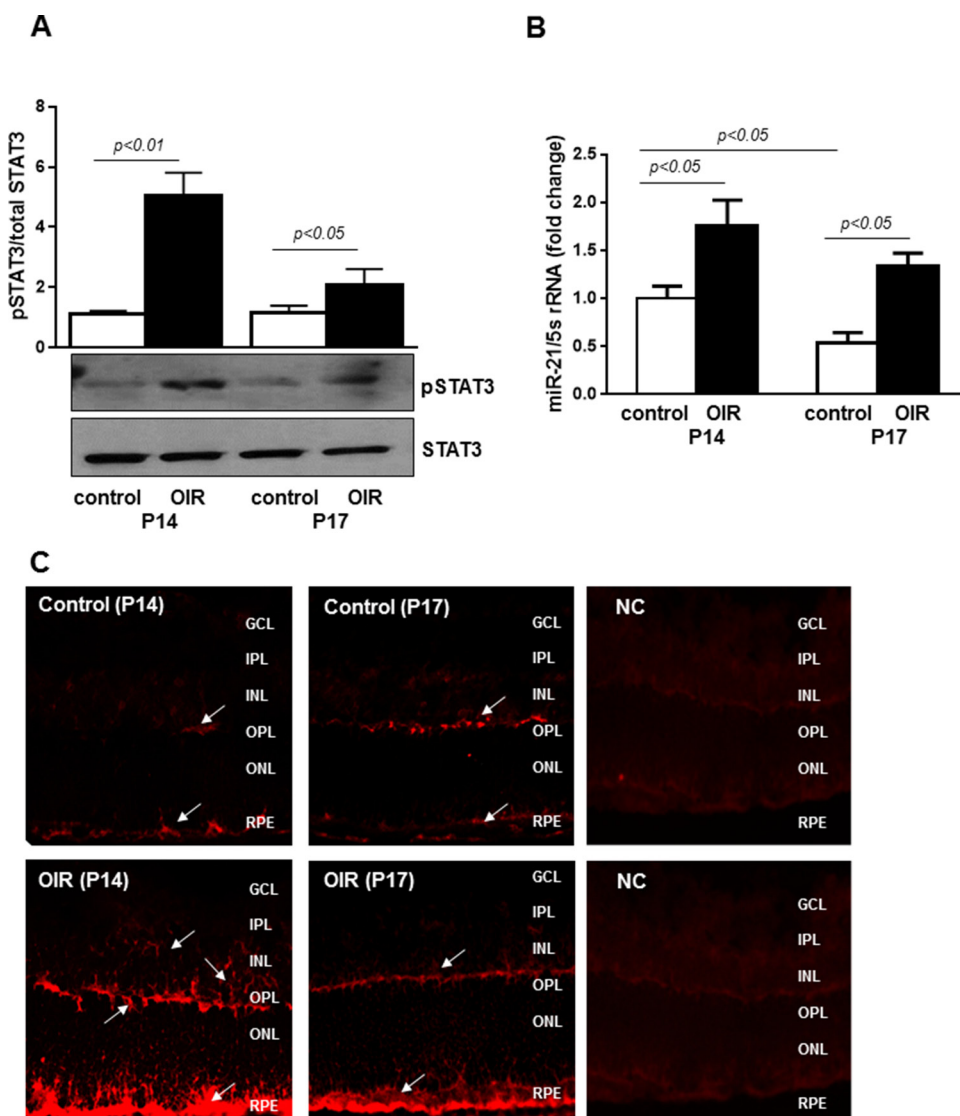 A
B
pSTAT3/total STAT3
8
6
4
2
0
p<0.01
p<0.05
pSTAT3
STAT3
control OIR control OIR
P14 P17
miR-21/5s rRNA (fold change)
2.5
2.0
1.5
1.0
0.5
0.0
p<0.05
p<0.05
p<0.05
control OIR control OIR
P14 P17
C
Control (P14)
GCL
IPL
INL
OPL
ONL
RPE
Control (P17)
GCL
IPL
INL
OPL
ONL
RPE
NC
GCL
IPL
INL
OPL
ONL
RPE
OIR (P14)
GCL
IPL
INL
OPL
ONL
RPE
OIR (P17)
GCL
IPL
INL
OPL
ONL
RPE
NC
GCL
IPL
INL
OPL
ONL
RPE